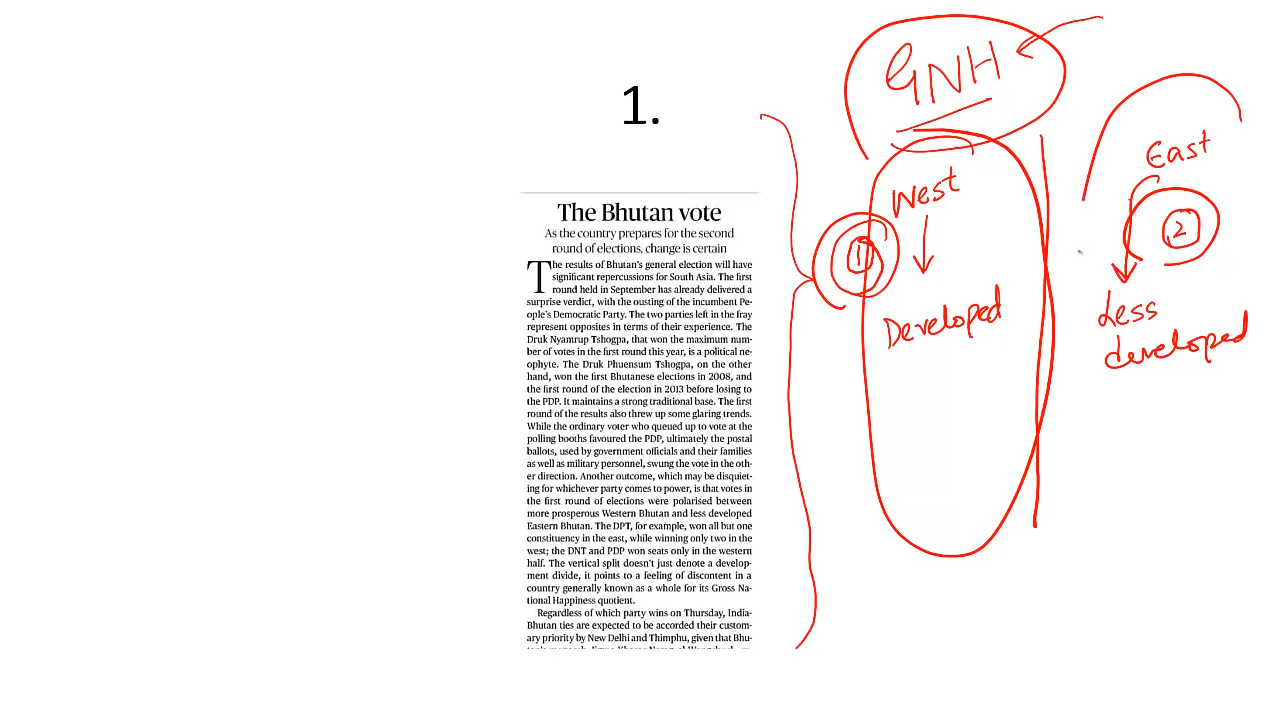 1.
The Bhutan vote
As the country prepares for the second
round of elections, change is certain
The results of Bhutan's general election will have
significant repercussions for South Asia. The first
round held in September has already delivered a
surprise verdict, with the ousting of the incumbent Pe-
ople's Democratic Party. The two parties left in the fray
represent opposites in terms of their experience. The
Druk Nyamrup Tshogpa, that won the maximum num-
ber of votes in the first round this year, is a political ne-
ophyte. The Druk Phuensum Tshogpa, on the other
hand, won the first Bhutanese elections in 2008, and
the first round of the election in 2013 before losing to
the PDP. It maintains a strong traditional base. The first
round of the results also threw up some glaring trends.
While the ordinary voter who queued up to vote at the
polling booths favoured the PDP, ultimately the postal
ballots, used by government officials and their families
as well as military personnel, swung the vote in the oth-
er direction. Another outcome, which may be disquiet-
ing for whichever party comes to power, is that votes in
the first round of elections were polarised between
more prosperous Western Bhutan and less developed
Eastern Bhutan. The DPT, for example, won all but one
constituency in the east, while winning only two in the
west; the DNT and PDP won seats only in the western
half. The vertical split doesn't just denote a develop-
ment divide, it points to a feeling of discontent in a
country generally known as a whole for its Gross Na-
tional Happiness quotient.
Regardless of which party wins on Thursday, India-
Bhutan ties are expected to be accorded their custom-
ary priority by New Delhi and Thimphu, given that Bhu-
GNH
West
1
Developed
East
2
Less
developed